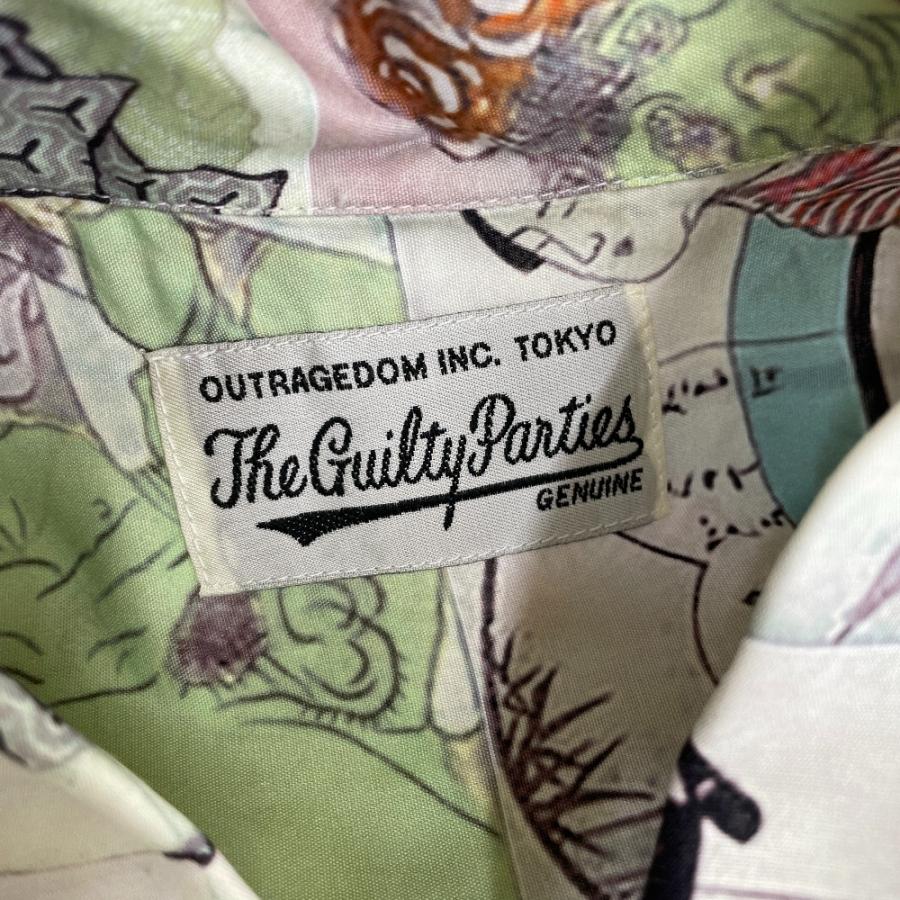 OUTRAGEDOM INC. TOKYO
The Guilty Parties
GENUINE